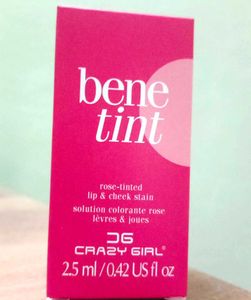 bene
tint
rose-tinted
lip & cheek stain
solution colorante rose
lèvres & joues
CG
CRAZY GIRL®
2.5 ml/0.42 US fl oz